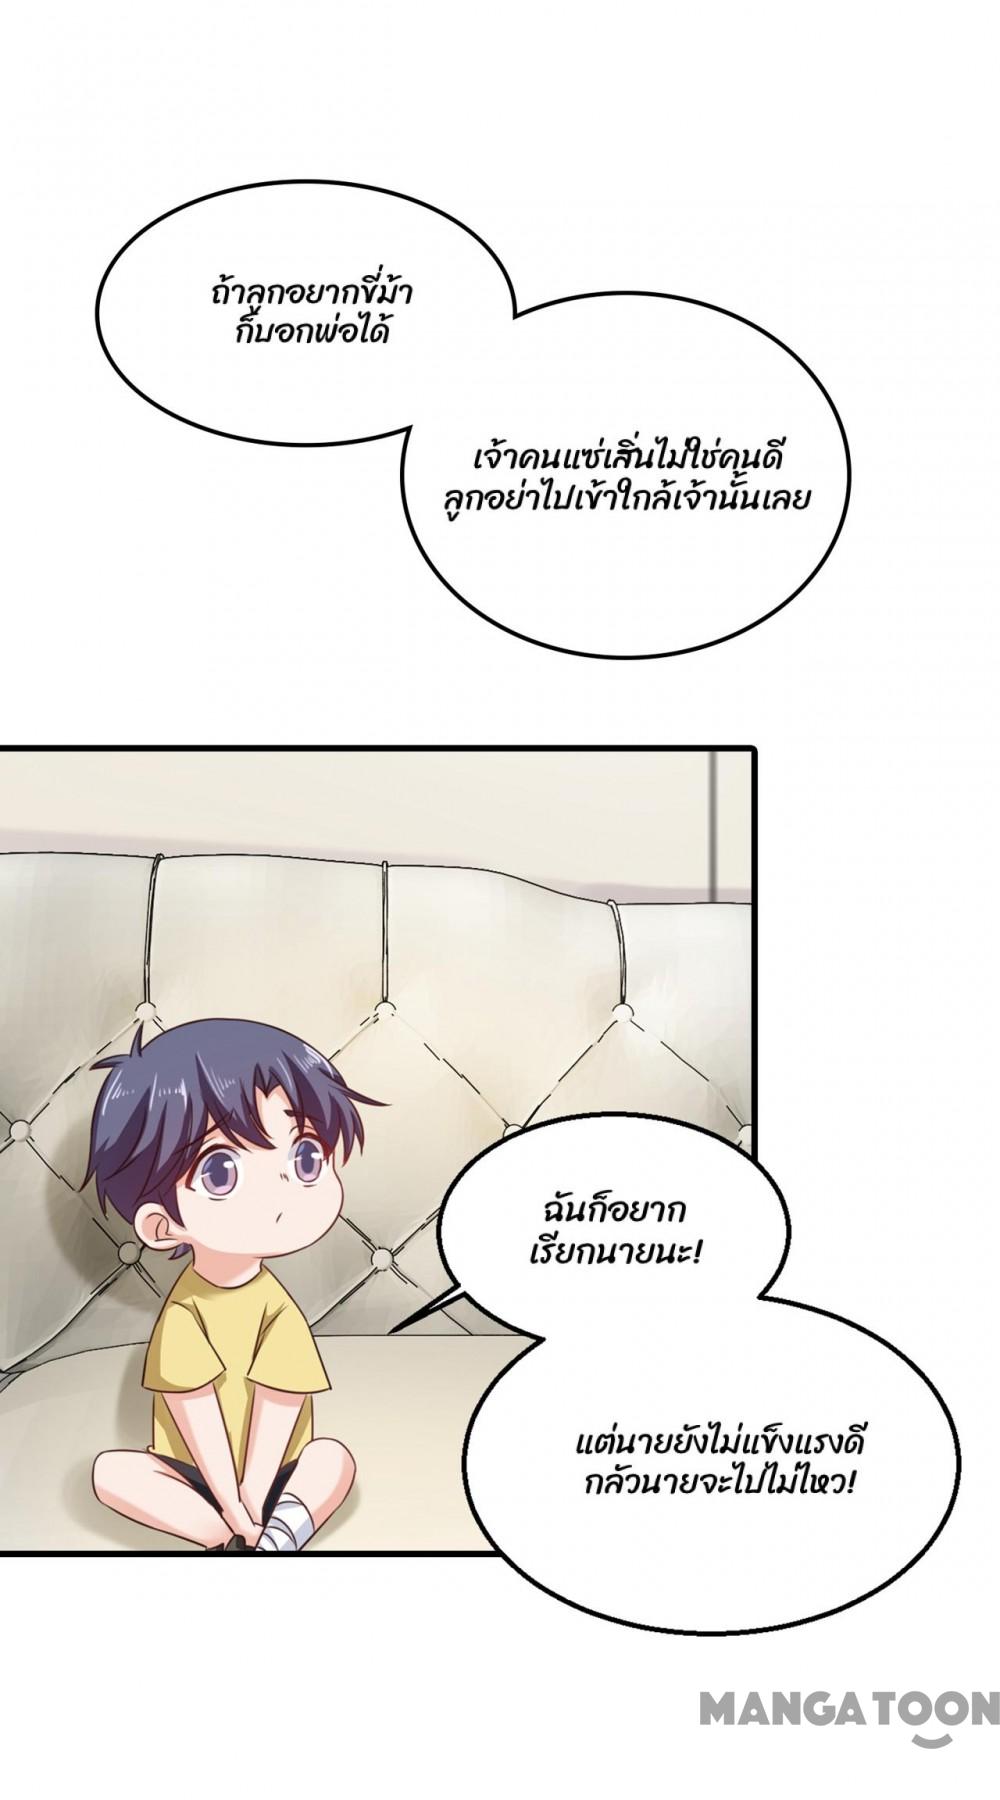 ถ้าลูกอยากขี่ม้า
ก็บอกพ่อได้
เจ้าคนแซ่เสิ่นไม่ใช่คนดี
ลูกอย่าไปเข้าใกล้เจ้านั้นเลย
ฉันก็อยาก
เรียกนายนะ!
แต่นายยังไม่แข็งแรงดี
กลัวนายจะไปไม่ไหว!
MANGATOON